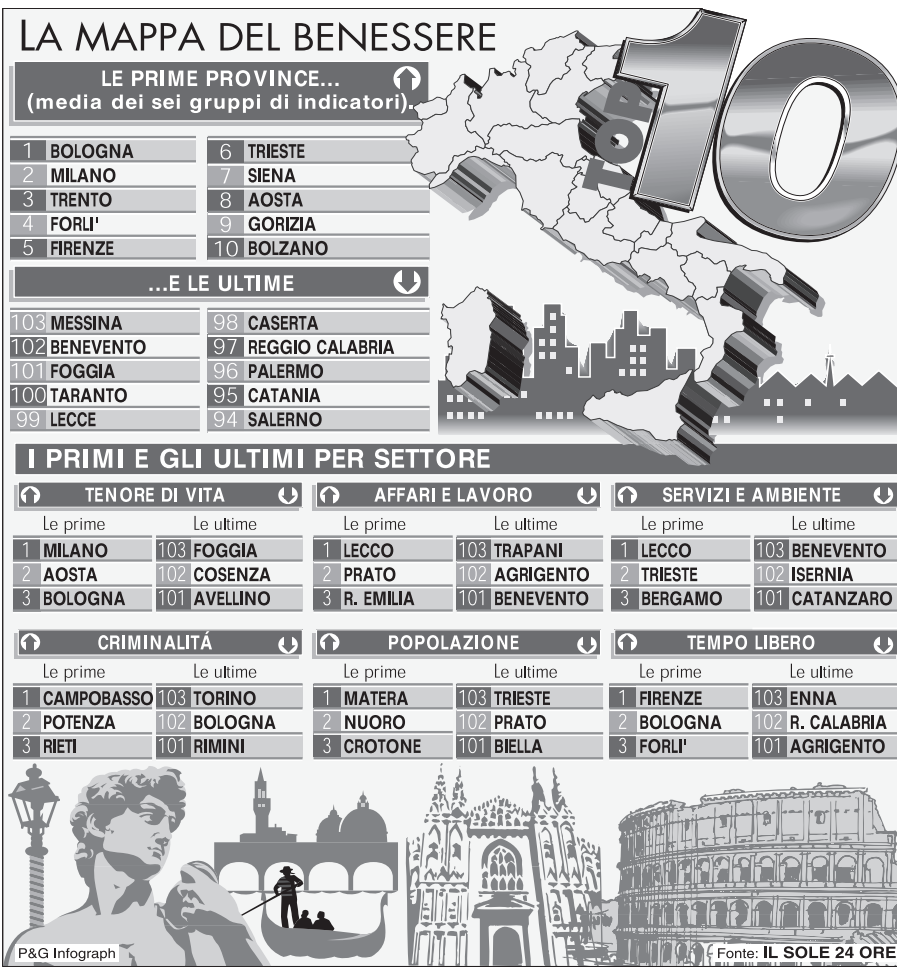 LA MAPPA DEL BENESSERE
TOP 10
LE PRIME PROVINCE...
(media dei sei gruppi di indicatori).
1 BOLOGNA
2 MILANO
3 TRENTO
4 FORLI'
5 FIRENZE
6 TRIESTE
7 SIENA
8 AOSTA
9 GORIZIA
10 BOLZANO
...E LE ULTIME
103 MESSINA
102 BENEVENTO
101 FOGGIA
100 TARANTO
99 LECCE
98 CASERTA
97 REGGIO CALABRIA
96 PALERMO
95 CATANIA
94 SALERNO
I PRIMI E GLI ULTIMI PER SETTORE
TENORE DI VITA
Le prime
1 MILANO
2 AOSTA
3 BOLOGNA
Le ultime
103 FOGGIA
102 COSENZA
101 AVELLINO
AFFARI E LAVORO
Le prime
1 LECCO
2 PRATO
3 R. EMILIA
Le ultime
103 TRAPANI
102 AGRIGENTO
101 BENEVENTO
SERVIZI E AMBIENTE
Le prime
1 LECCO
2 TRIESTE
3 BERGAMO
Le ultime
103 BENEVENTO
102 ISERNIA
101 CATANZARO
CRIMINALITÁ
Le prime
1 CAMPOBASSO
2 POTENZA
3 RIETI
Le ultime
103 TORINO
102 BOLOGNA
101 RIMINI
POPOLAZIONE
Le prime
1 MATERA
2 NUORO
3 CROTONE
Le ultime
103 TRIESTE
102 PRATO
101 BIELLA
TEMPO LIBERO
Le prime
1 FIRENZE
2 BOLOGNA
3 FORLI'
Le ultime
103 ENNA
102 R. CALABRIA
101 AGRIGENTO
P&G Infograph
Fonte: IL SOLE 24 ORE